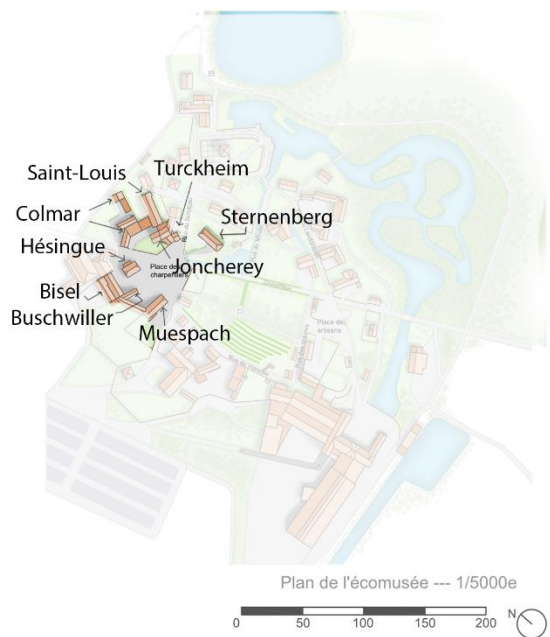 Saint-Louis
Turckheim
Colmar
Sternenberg
Hésingue
Place des
charpentiers
Joncherey
Bisel
Buschwiller
Muespach
Place des
artisans
Plan de l'écomusée --- 1/5000e
0 50 100 150 200
N